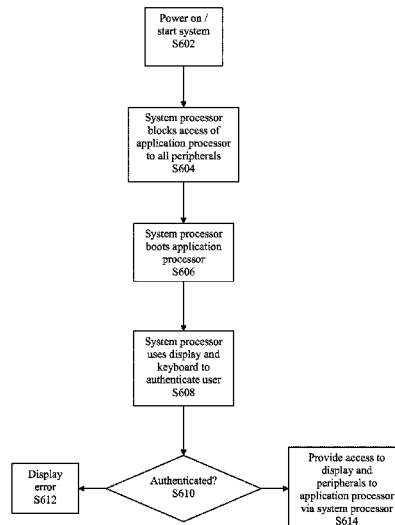 Power on /
start system
S602
System processor
blocks access of
application processor
to all peripherals
S604
System processor
boots application
processor
S606
System processor
uses display and
keyboard to
authenticate user
S608
Authenticated?
S610
Display
error
S612
Provide access to
display and
peripherals to
application processor
via system processor
S614